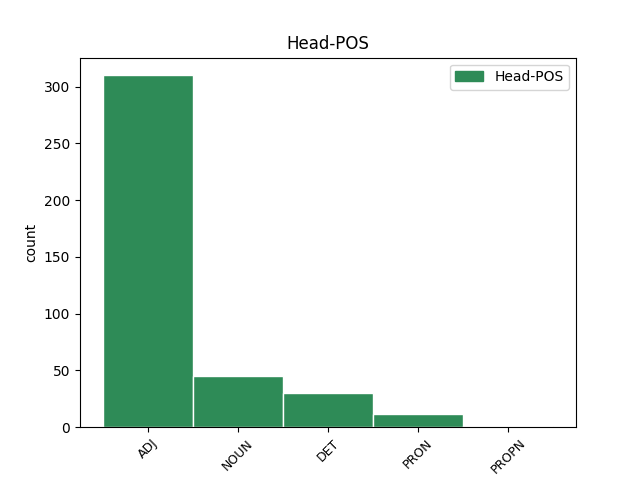 Head-POS
Head-POS
count
300
250
200
150
100
50
0
ADJ
NOUN
DET
PRON
PROPN